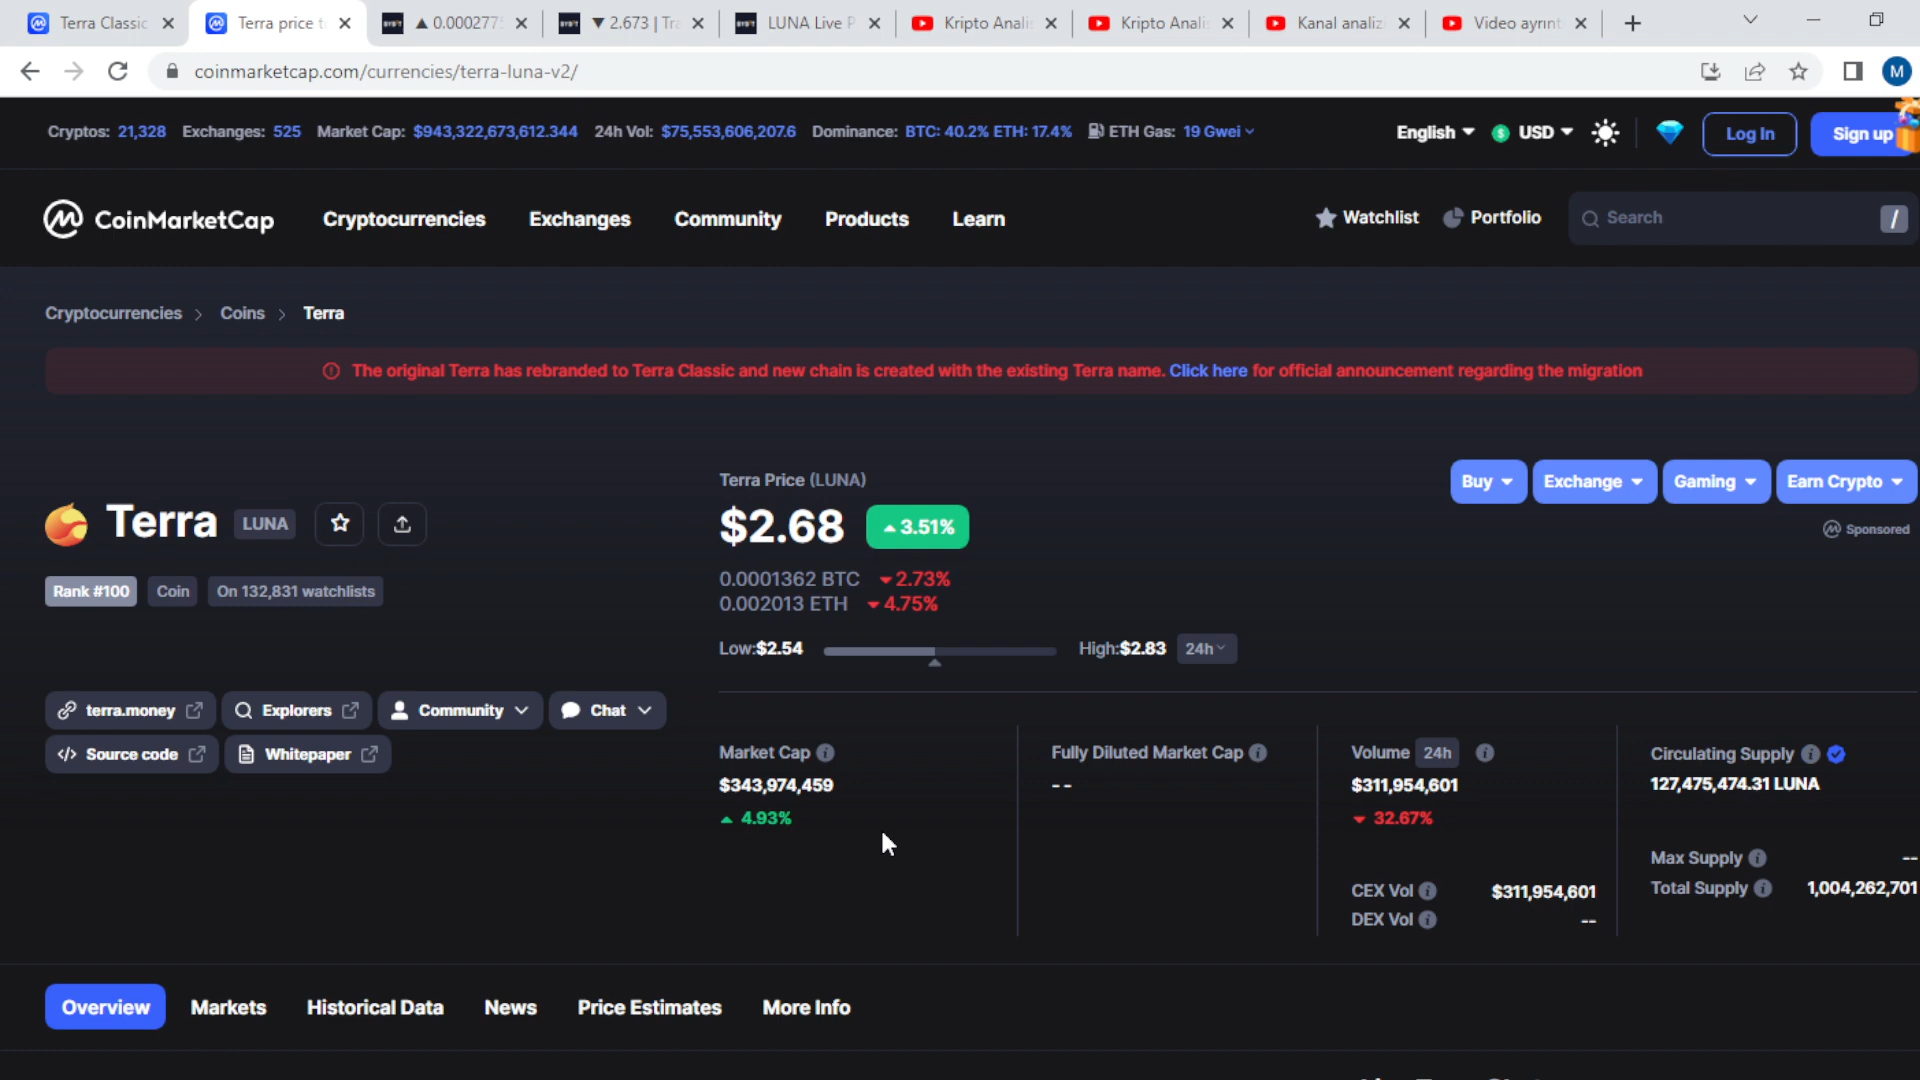 Terra Classic
Terra price t
▲ 0.000277
▼ 2.673 | Tr
LUNA Live P
Kripto Anali
Kripto Anali
Kanal analizi
Video ayrınt
coinmarketcap.com/currencies/terra-luna-v2/
M
Cryptos: 21,328 Exchanges: 525 Market Cap: $943,322,673,612.344 24h Vol: $75,553,606,207.6 Dominance: BTC: 40.2% ETH: 17.4% ETH Gas: 19 Gwei
English
USD
Log In
Sign up
CoinMarketCap
Cryptocurrencies Exchanges Community Products Learn
Watchlist Portfolio
Search /
Cryptocurrencies > Coins > Terra
The original Terra has rebranded to Terra Classic and new chain is created with the existing Terra name. Click here for official announcement regarding the migration
Terra LUNA
Rank #100 Coin On 132,831 watchlists
Terra Price (LUNA)
$2.68 3.51%
0.0001362 BTC 2.73%
0.002013 ETH 4.75%
Low:$2.54 High:$2.83 24h
Buy Exchange Gaming Earn Crypto
Sponsored
terra.money Explorers Community Chat
Source code Whitepaper
Market Cap
$343,974,459
4.93%
Fully Diluted Market Cap
--
Volume 24h
$311,954,601
32.67%
CEX Vol $311,954,601
DEX Vol --
Circulating Supply
127,475,474.31 LUNA
Max Supply --
Total Supply 1,004,262,701
Overview Markets Historical Data News Price Estimates More Info